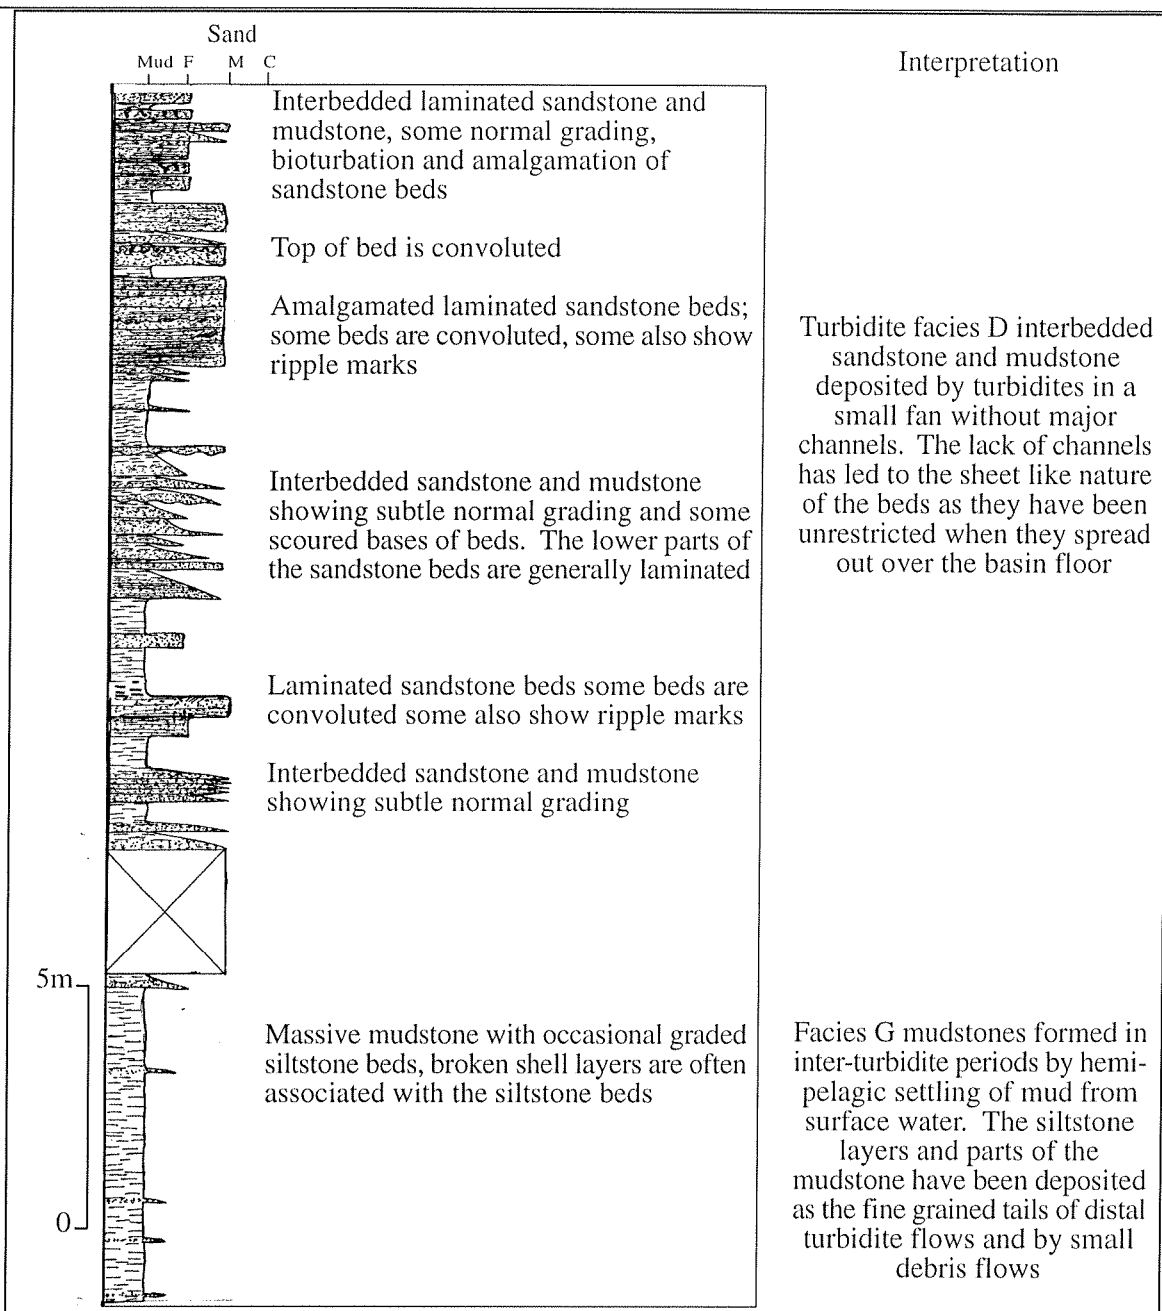 Sand
Mud F M C
Interpretation
Interbedded laminated sandstone and
mudstone, some normal grading,
bioturbation and amalgamation of
sandstone beds
Top of bed is convoluted
Amalgamated laminated sandstone beds;
some beds are convoluted, some also show
ripple marks
Turbidite facies D interbedded
sandstone and mudstone
deposited by turbidites in a
small fan without major
channels. The lack of channels
has led to the sheet like nature
of the beds as they have been
unrestricted when they spread
out over the basin floor
Interbedded sandstone and mudstone
showing subtle normal grading and some
scoured bases of beds. The lower parts of
the sandstone beds are generally laminated
Laminated sandstone beds some beds are
convoluted some also show ripple marks
Interbedded sandstone and mudstone
showing subtle normal grading
5m
Massive mudstone with occasional graded
siltstone beds, broken shell layers are often
associated with the siltstone beds
Facies G mudstones formed in
inter-turbidite periods by hemi-
pelagic settling of mud from
surface water. The siltstone
layers and parts of the
mudstone have been deposited
as the fine grained tails of distal
turbidite flows and by small
debris flows
0